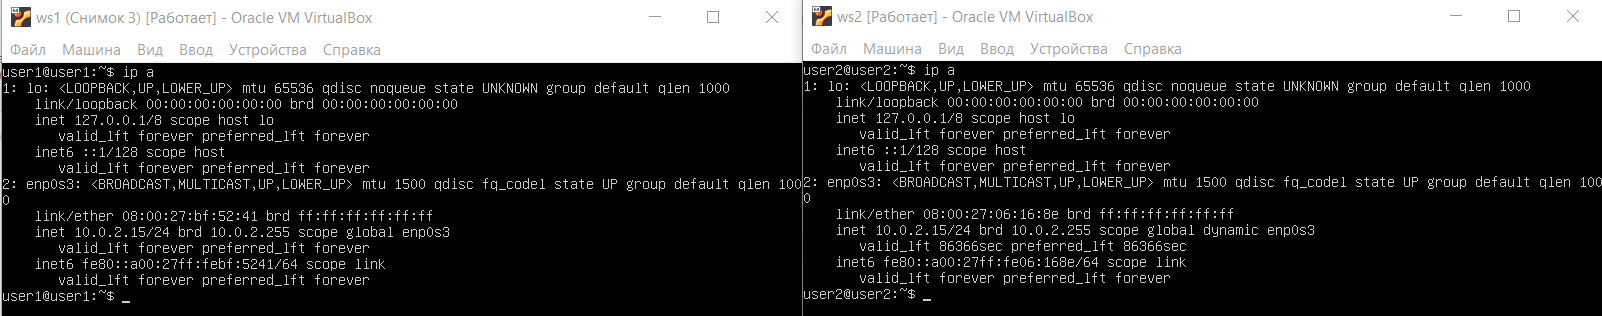 ws1 (Снимок 3) [Работает] - Oracle VM VirtualBox
Файл Машина Вид Ввод Устройства Справка
user1@user1:~$ ip a
1: lo: <LOOPBACK,UP,LOWER_UP> mtu 65536 qdisc noqueue state UNKNOWN group default qlen 1000
link/loopback 00:00:00:00:00:00 brd 00:00:00:00:00:00
inet 127.0.0.1/8 scope host lo
valid_lft forever preferred_lft forever
inet6 ::1/128 scope host
valid_lft forever preferred_lft forever
2: enp0s3: <BROADCAST,MULTICAST,UP,LOWER_UP> mtu 1500 qdisc fq_codel state UP group default qlen 100
0
link/ether 08:00:27:bf:52:41 brd ff:ff:ff:ff:ff:ff
inet 10.0.2.15/24 brd 10.0.2.255 scope global enp0s3
valid_lft forever preferred_lft forever
inet6 fe80::a00:27ff:febf:5241/64 scope link
valid_lft forever preferred_lft forever
user1@user1:~$ _
ws2 [Работает] - Oracle VM VirtualBox
Файл Машина Вид Ввод Устройства Справка
user2@user2:~$ ip a
1: lo: <LOOPBACK,UP,LOWER_UP> mtu 65536 qdisc noqueue state UNKNOWN group default qlen 1000
link/loopback 00:00:00:00:00:00 brd 00:00:00:00:00:00
inet 127.0.0.1/8 scope host lo
valid_lft forever preferred_lft forever
inet6 ::1/128 scope host
valid_lft forever preferred_lft forever
2: enp0s3: <BROADCAST,MULTICAST,UP,LOWER_UP> mtu 1500 qdisc fq_codel state UP group default qlen 100
0
link/ether 08:00:27:06:16:8e brd ff:ff:ff:ff:ff:ff
inet 10.0.2.15/24 brd 10.0.2.255 scope global dynamic enp0s3
valid_lft 86366sec preferred_lft 86366sec
inet6 fe80::a00:27ff:fe06:168e/64 scope link
valid_lft forever preferred_lft forever
user2@user2:~$ _